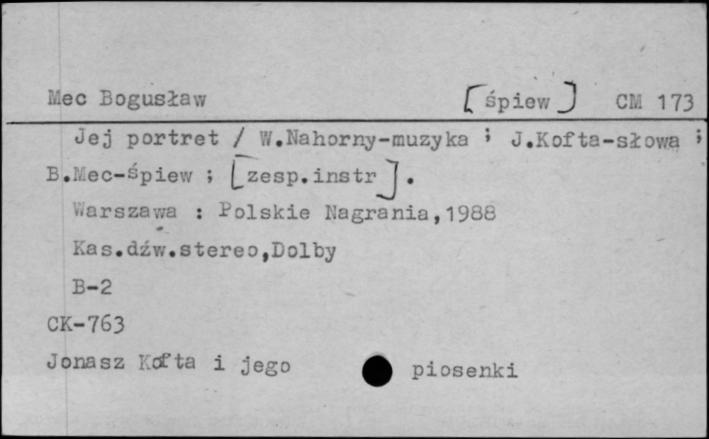 Mec Bogusław [śpiew] CM 173
Jej portret / W.Nahorny-muzyka ; J.Kofta-słowa ;
B.Mec-śpiew ; [zesp.instr].
Warszawa : Polskie Nagrania,1988
Kas.dźw.stereo,Dolby
B-2
CK-763
Jonasz Kofta i jego piosenki